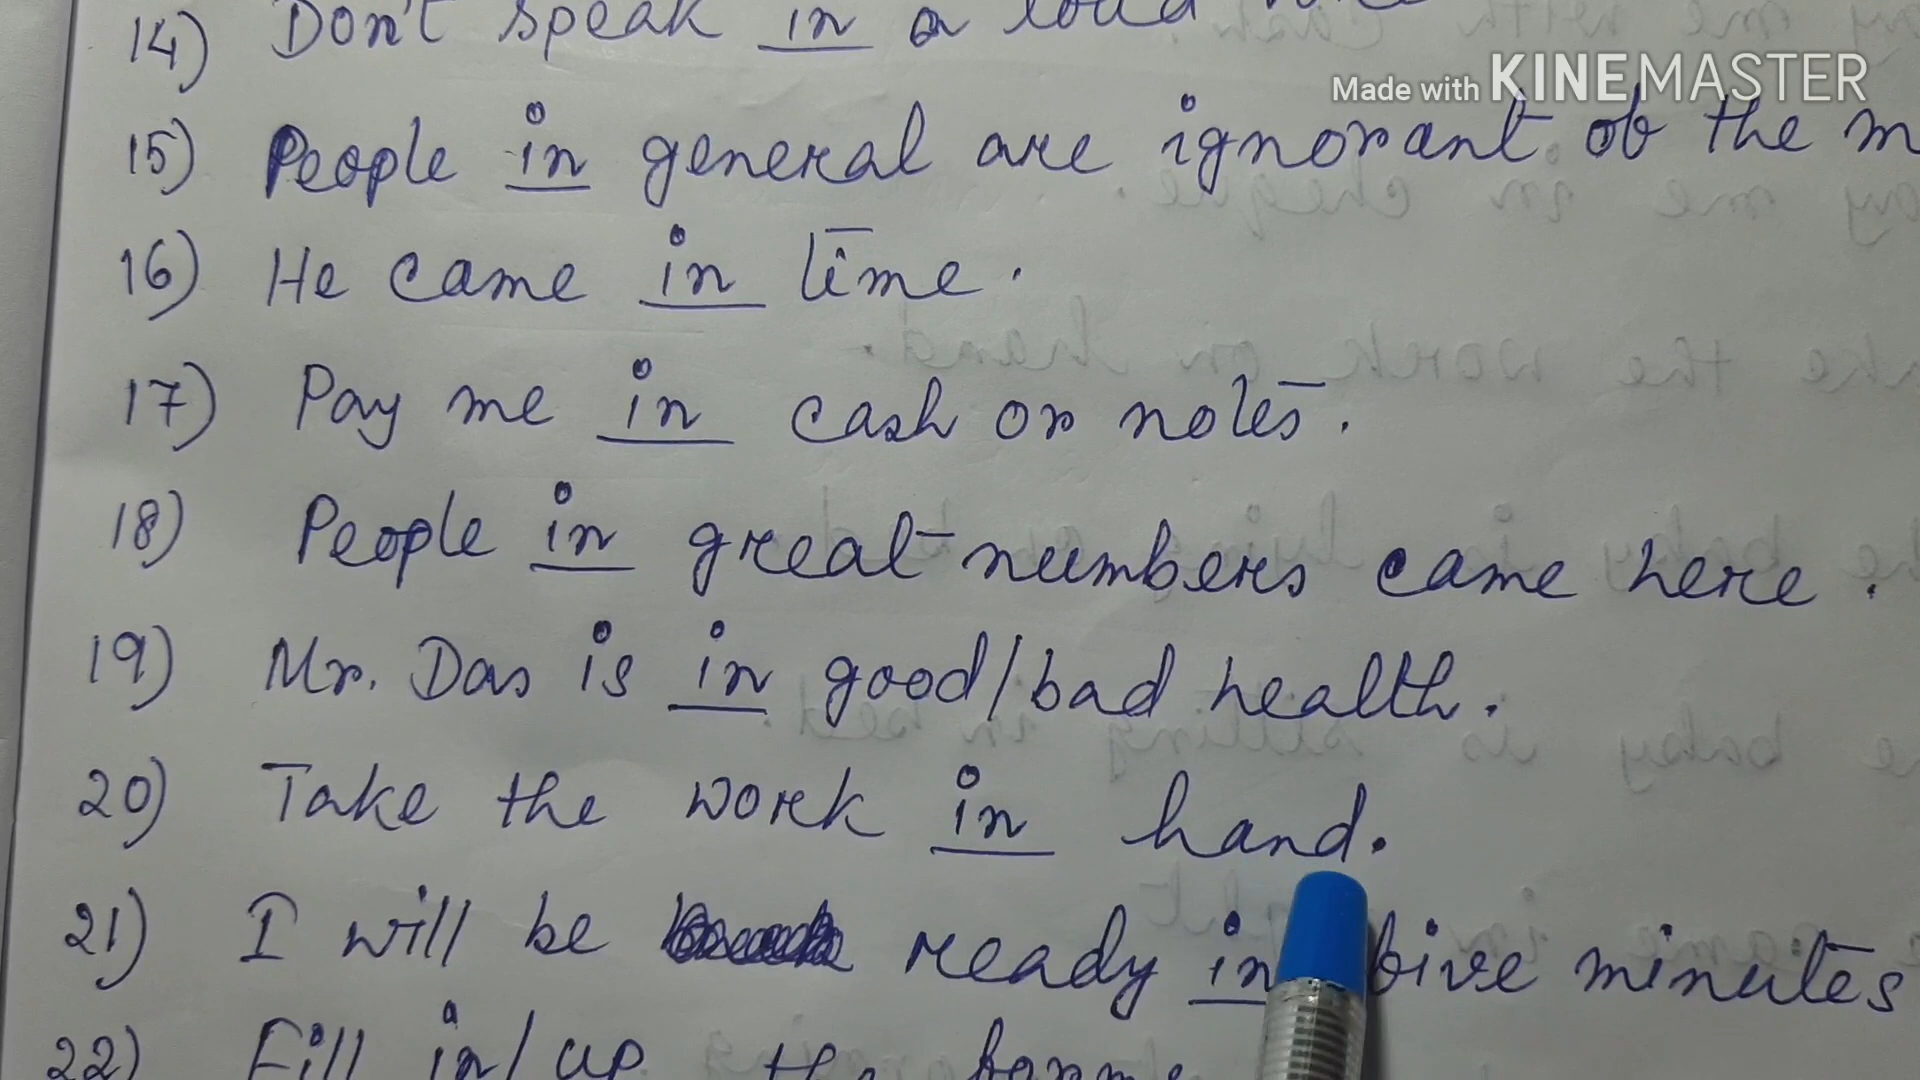 14) Don't speak in a loud
Made with KINEMASTER
15) People in general are ignorant of the m
16) He came in time.
17) Pay me in cash or notes.
18) People in great numbers came here.
19) Mr. Das is in good/bad health.
20) Take the work in hand.
21) I will be ready in five minutes
22) Fill in/up the